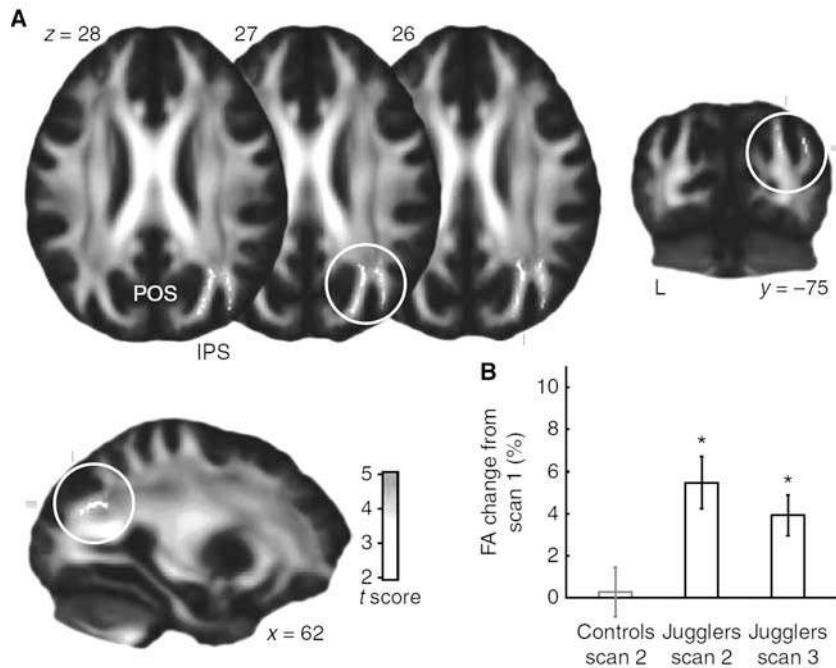 A
z = 28
27
26
POS
IPS
L
y = −75
x = 62
5
4
3
2
t score
B
FA change from
scan 1 (%)
10
8
6
4
2
0
*
*
Controls
scan 2
Jugglers
scan 2
Jugglers
scan 3